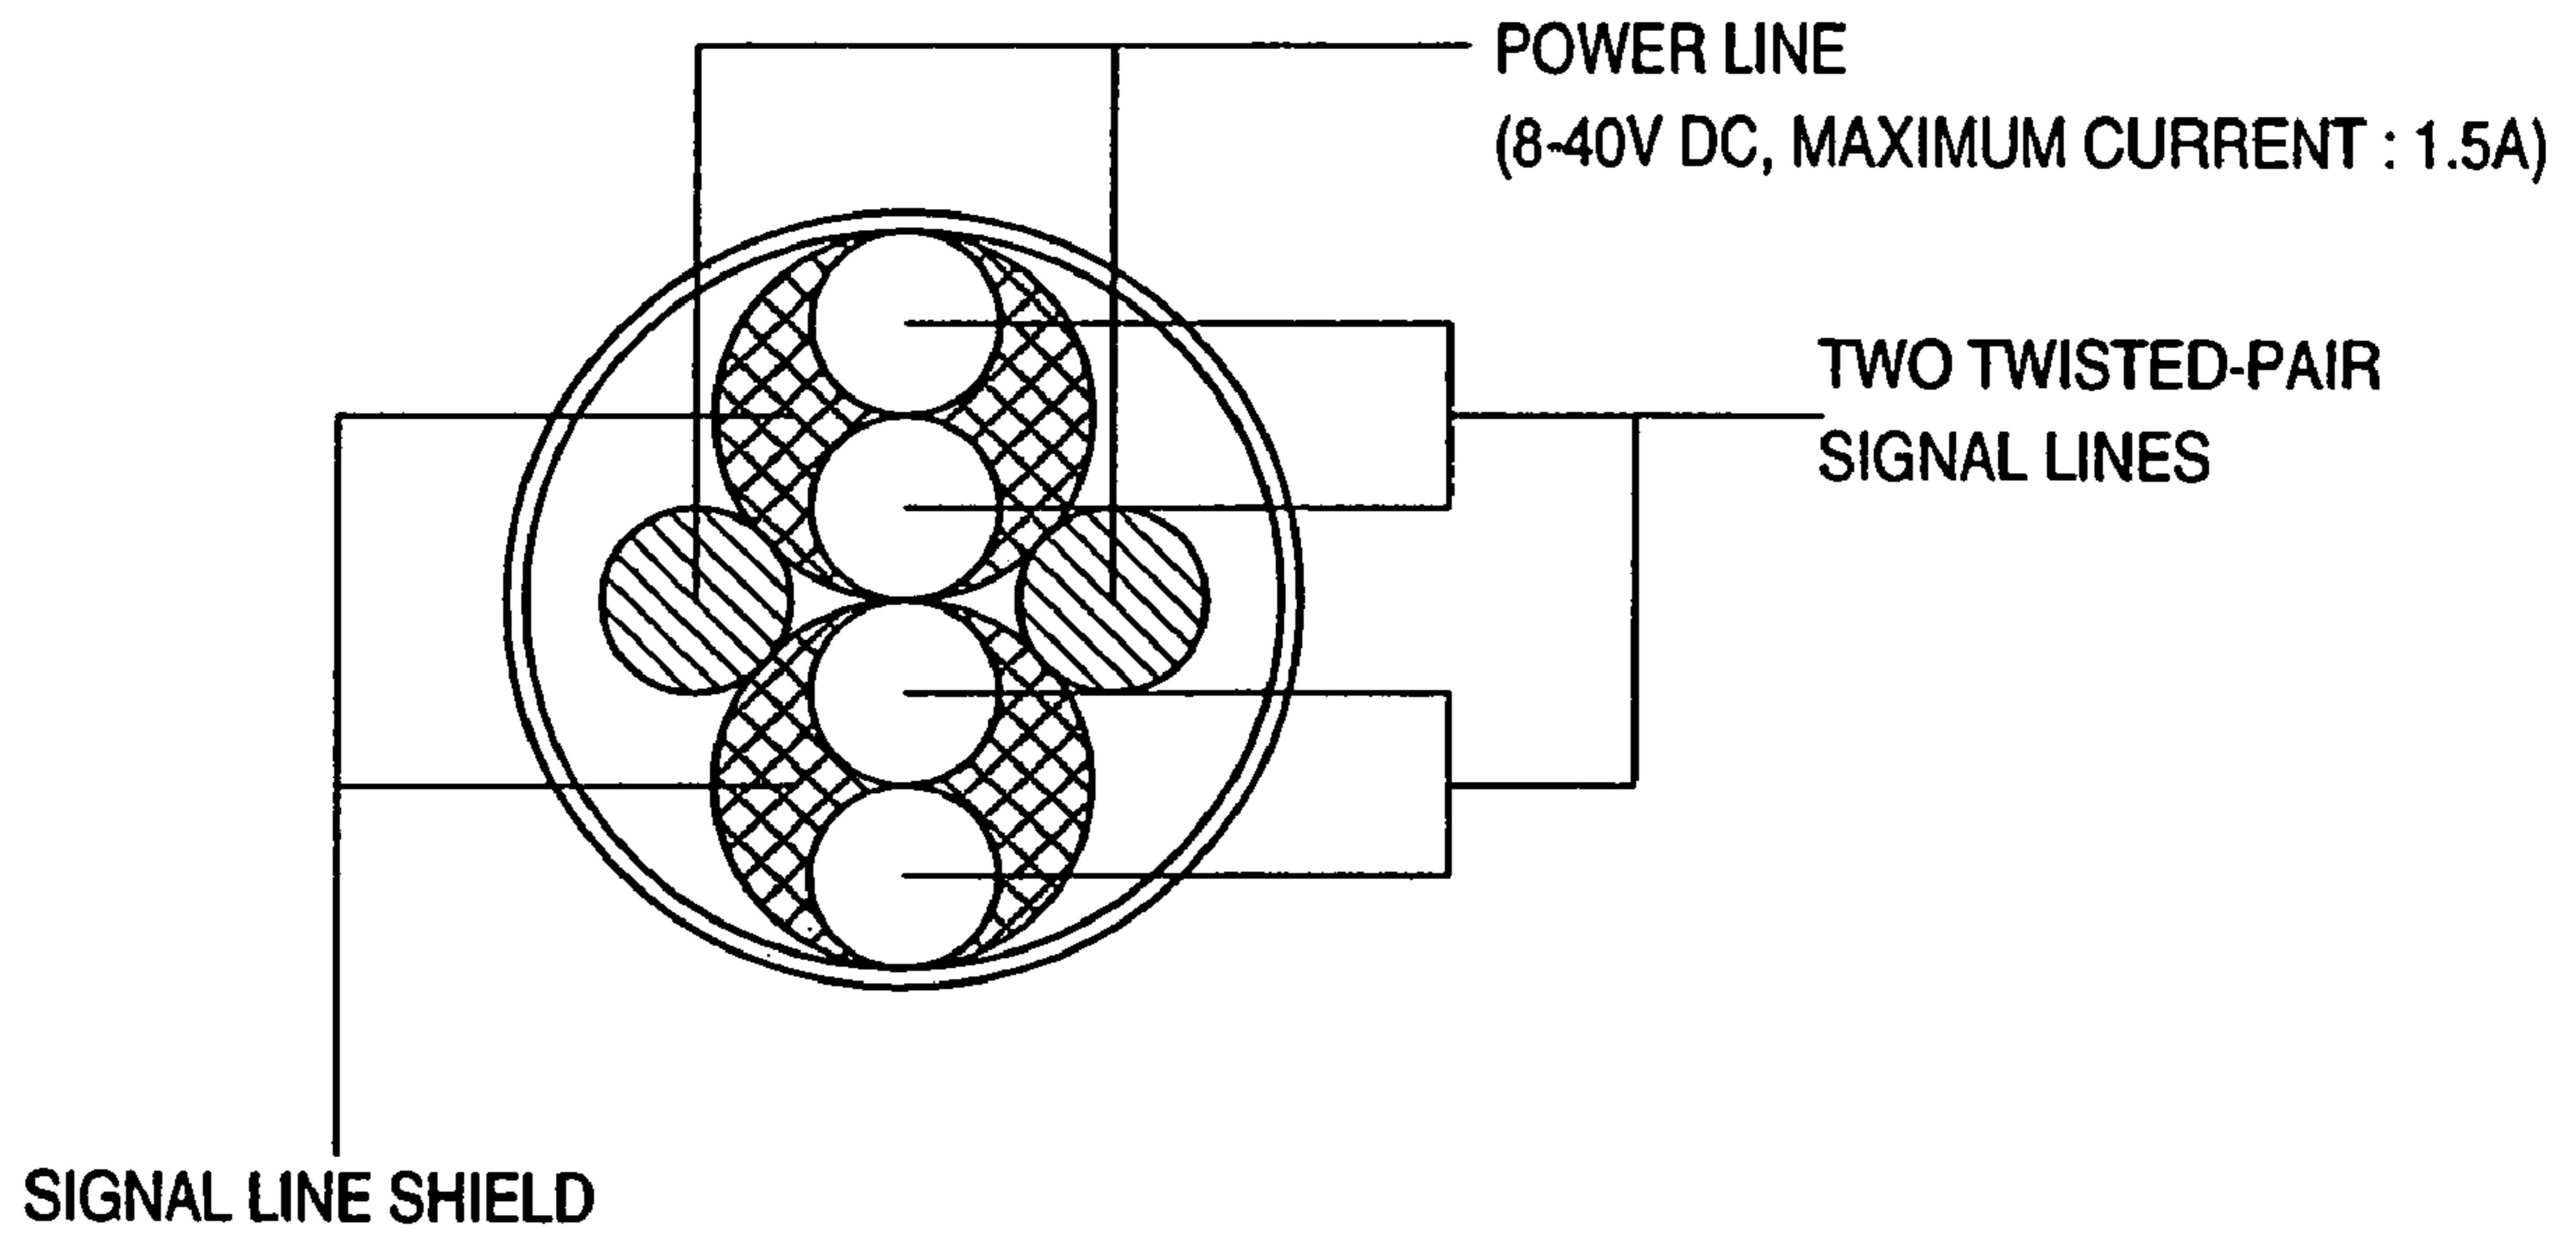 POWER LINE
(8-40V DC, MAXIMUM CURRENT : 1.5A)
TWO TWISTED-PAIR
SIGNAL LINES
SIGNAL LINE SHIELD